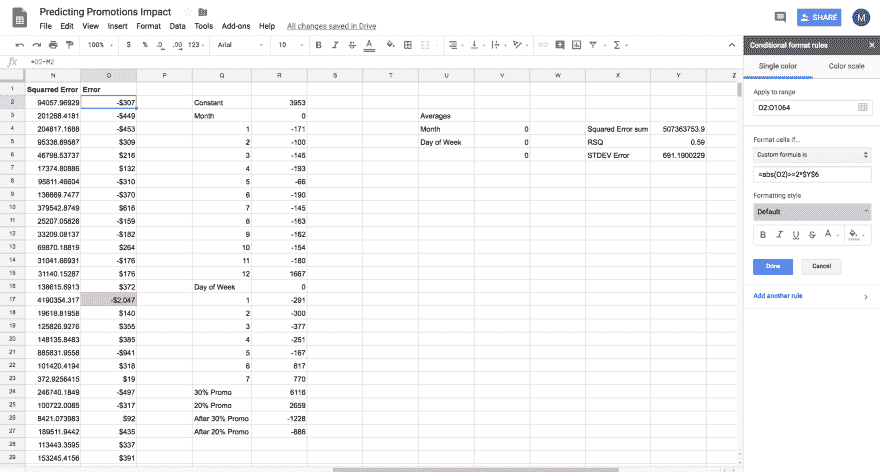 Predicting Promotions Impact
SHARE
M
File Edit View Insert Format Data Tools Add-ons Help All changes saved in Drive
100% $ % .0_ .00 123 Arial 10 B I S A
fx =O2-M2
Conditional format rules ×
Single color Color scale
Apply to range
O2:O1064
Format cells if...
Custom formula is
=abs(O2)>=2*$Y$6
Formatting style
Default
B I U S A
Done Cancel
Add another rule
N O P Q R S T U V W X Y Z
1 Squarred Error Error
2 94057.96929 -$307 Constant 3953
3 201268.4181 -$449 Month 0 Averages
4 204817.1688 -$453 1 -171 Month 0 Squared Error sum 507363753.9
5 95336.69587 $309 2 -100 Day of Week 0 RSQ 0.59
6 46798.53737 $216 3 -145 0 STDEV Error 691.1900229
7 17374.80886 $132 4 -193
8 95811.46604 -$310 5 -66
9 136669.7477 -$370 6 -190
10 379542.8749 $616 7 -145
11 25207.05826 -$159 8 -163
12 33209.08137 -$182 9 -162
13 69870.18819 $264 10 -154
14 31041.66931 -$176 11 -180
15 31140.15287 $176 12 1667
16 138615.6913 $372 Day of Week 0
17 4190354.317 -$2,047 1 -291
18 19618.81958 $140 2 -300
19 125826.9276 $355 3 -377
20 148135.8483 $385 4 -251
21 885831.9558 -$941 5 -167
22 101420.4194 $318 6 617
23 372.9256415 $19 7 770
24 246740.1849 -$497 30% Promo 6116
25 100722.0085 -$317 20% Promo 2659
26 8421.073983 $92 After 30% Promo -1228
27 189511.9442 $435 After 20% Promo -686
28 113443.3595 $337
29 153245.4156 $391